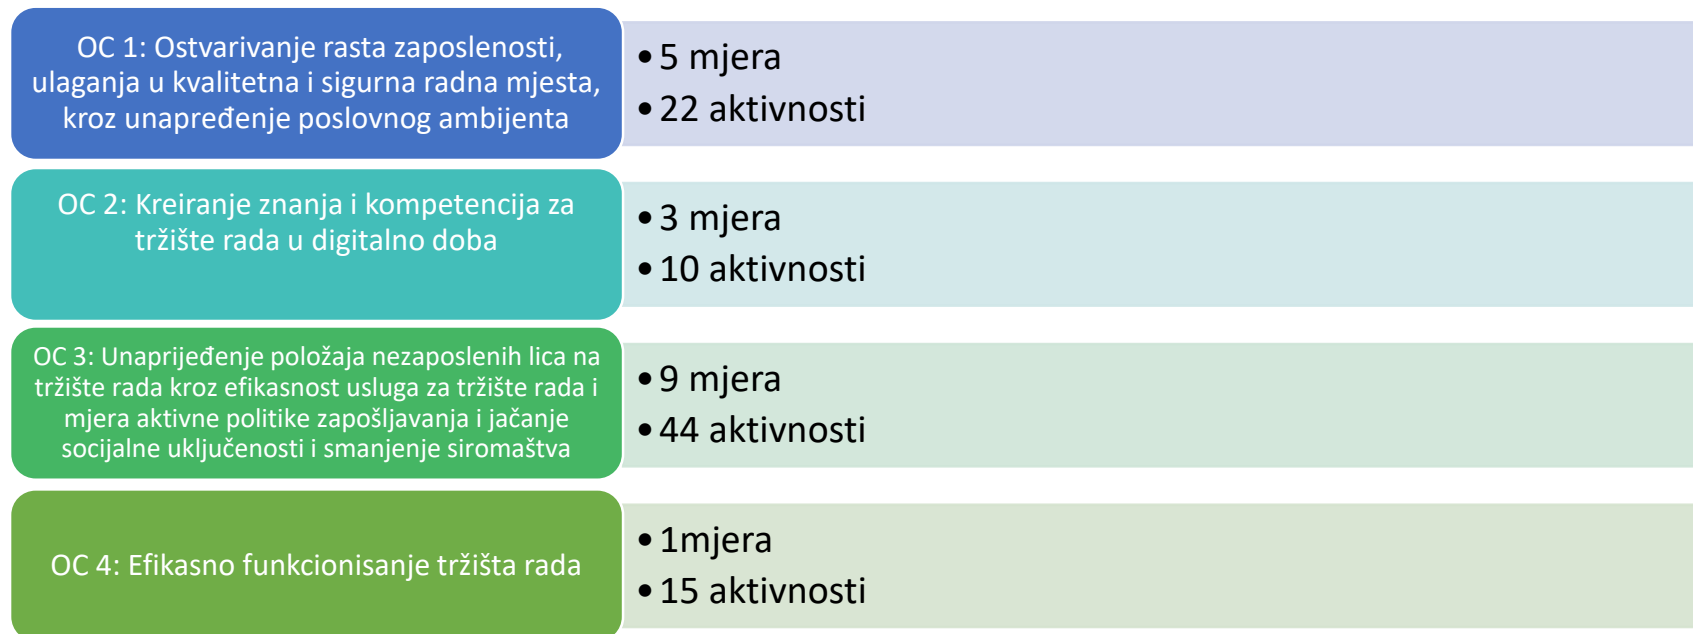 OC 1: Ostvarivanje rasta zaposlenosti,
ulaganja u kvalitetna i sigurna radna mjesta,
kroz unapređenje poslovnog ambijenta
• 5 mjera
• 22 aktivnosti
OC 2: Kreiranje znanja i kompetencija za
tržište rada u digitalno doba
• 3 mjera
• 10 aktivnosti
OC 3: Unaprijeđenje položaja nezaposlenih lica na
tržište rada kroz efikasnost usluga za tržište rada i
mjera aktivne politike zapošljavanja i jačanje
socijalne uključenosti i smanjenje siromaštva
• 9 mjera
• 44 aktivnosti
OC 4: Efikasno funkcionisanje tržišta rada
• 1mjera
• 15 aktivnosti